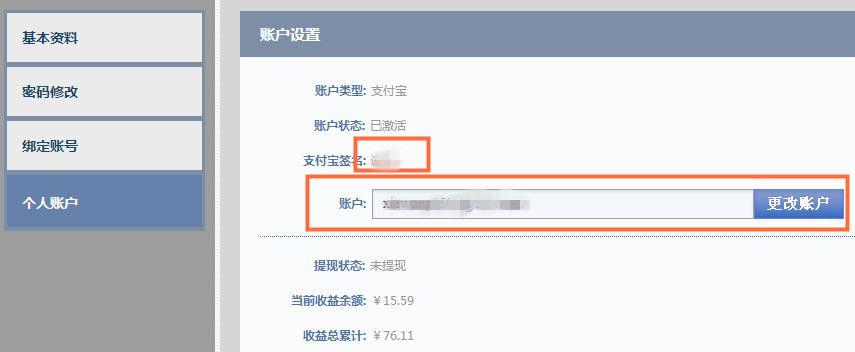 基本资料
密码修改
绑定账号
个人账户
账户设置
账户类型: 支付宝
账户状态: 已激活
支付宝签名:
账户:
更改账户
提现状态: 未提现
当前收益余额: ￥15.59
收益总累计: ￥76.11